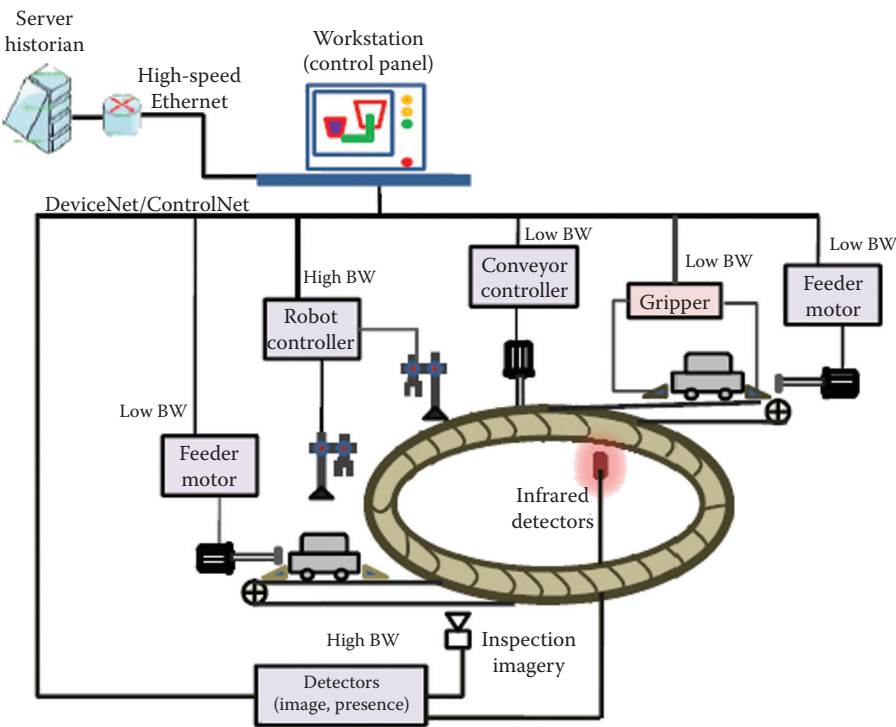 Server
historian
High-speed
Ethernet
Workstation
(control panel)
DeviceNet/ControlNet
Low BW
Low BW
Low BW
High BW
Conveyor
controller
Gripper
Feeder
motor
Robot
controller
Low BW
Feeder
motor
Infrared
detectors
High BW
Inspection
imagery
Detectors
(image, presence)